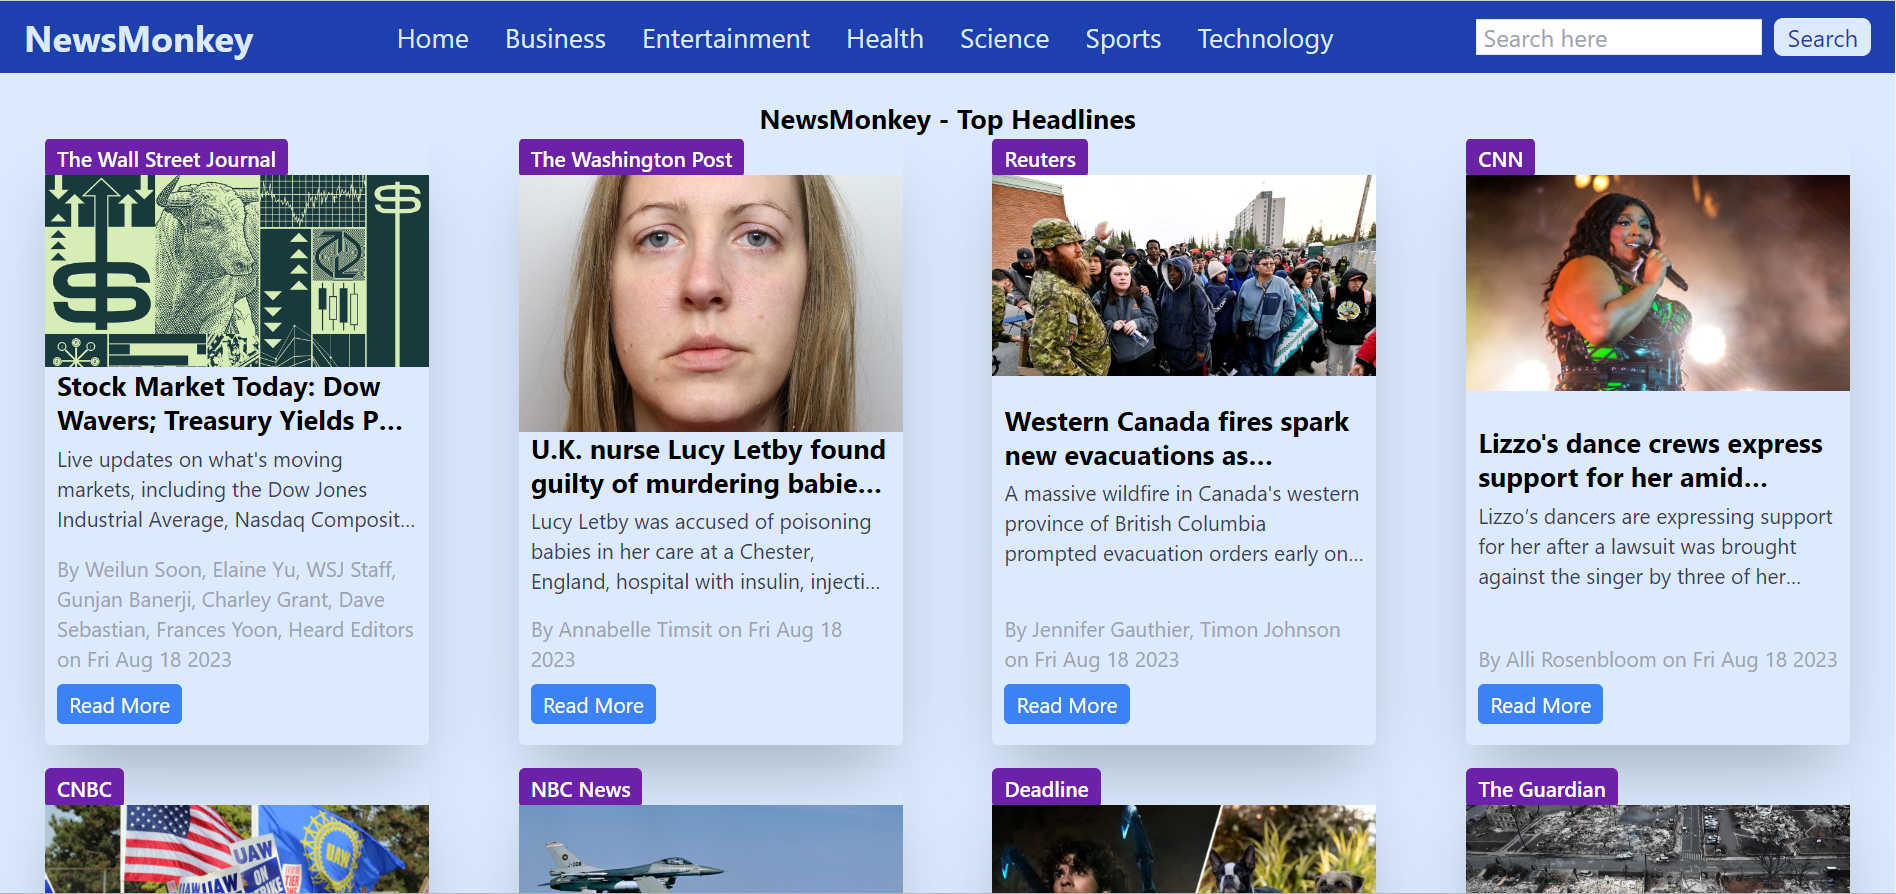 NewsMonkey
Home Business Entertainment Health Science Sports Technology
Search here Search
NewsMonkey - Top Headlines
The Wall Street Journal
Stock Market Today: Dow
Wavers; Treasury Yields P...
Live updates on what's moving
markets, including the Dow Jones
Industrial Average, Nasdaq Composit...
By Weilun Soon, Elaine Yu, WSJ Staff,
Gunjan Banerji, Charley Grant, Dave
Sebastian, Frances Yoon, Heard Editors
on Fri Aug 18 2023
Read More
The Washington Post
U.K. nurse Lucy Letby found
guilty of murdering babie...
Lucy Letby was accused of poisoning
babies in her care at a Chester,
England, hospital with insulin, injecti...
By Annabelle Timsit on Fri Aug 18
2023
Read More
Reuters
Western Canada fires spark
new evacuations as...
A massive wildfire in Canada's western
province of British Columbia
prompted evacuation orders early on...
By Jennifer Gauthier, Timon Johnson
on Fri Aug 18 2023
Read More
CNN
Lizzo's dance crews express
support for her amid...
Lizzo’s dancers are expressing support
for her after a lawsuit was brought
against the singer by three of her...
By Alli Rosenbloom on Fri Aug 18 2023
Read More
CNBC
UAW
UAW
ON
UAW
UAW
NBC News
Deadline
The Guardian